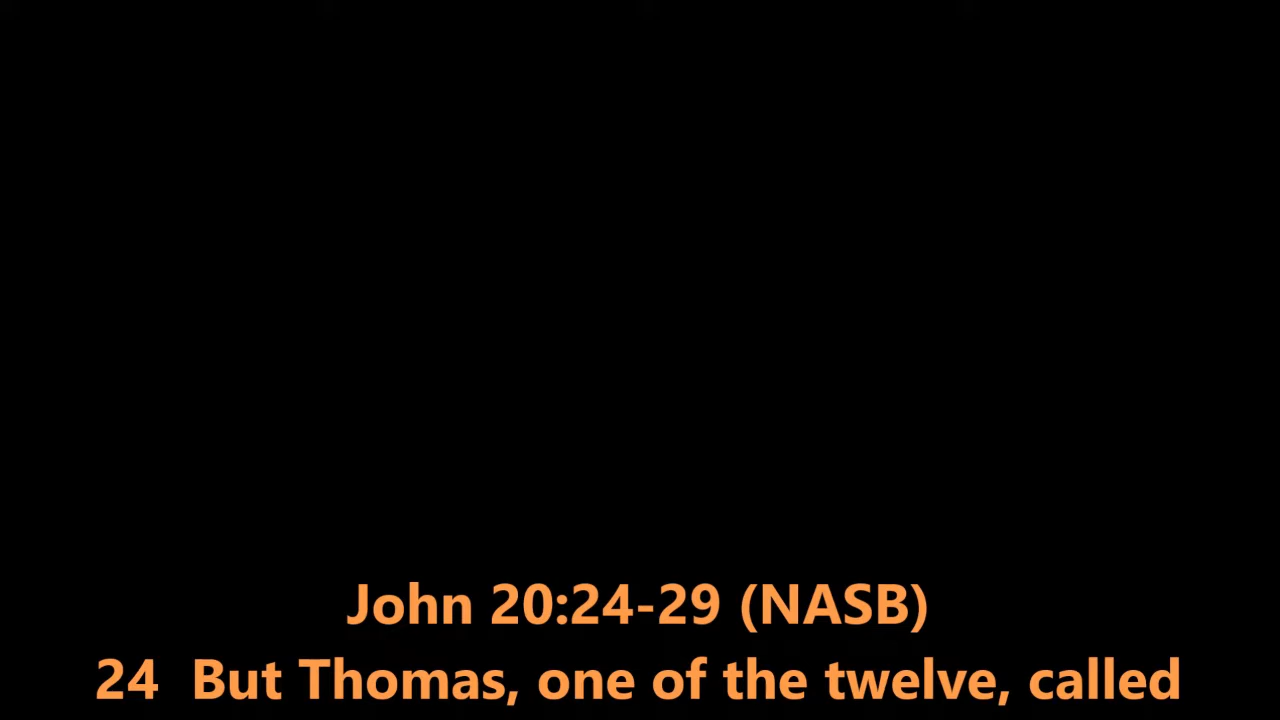 John 20:24-29 (NASB)
24  But Thomas, one of the twelve, called